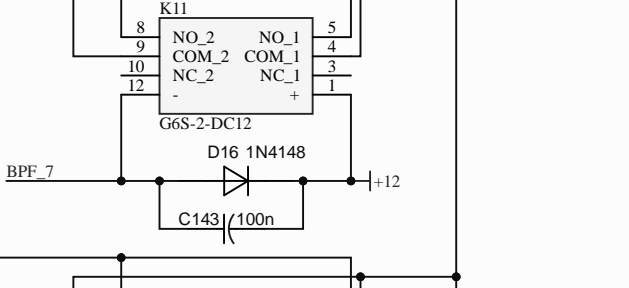 K11
8 NO_2 NO_1 5
9 COM_2 COM_1 4
10 NC_2 NC_1 3
12 - + 1
G6S-2-DC12
D16 1N4148
BPF_7 +12
C143 100n